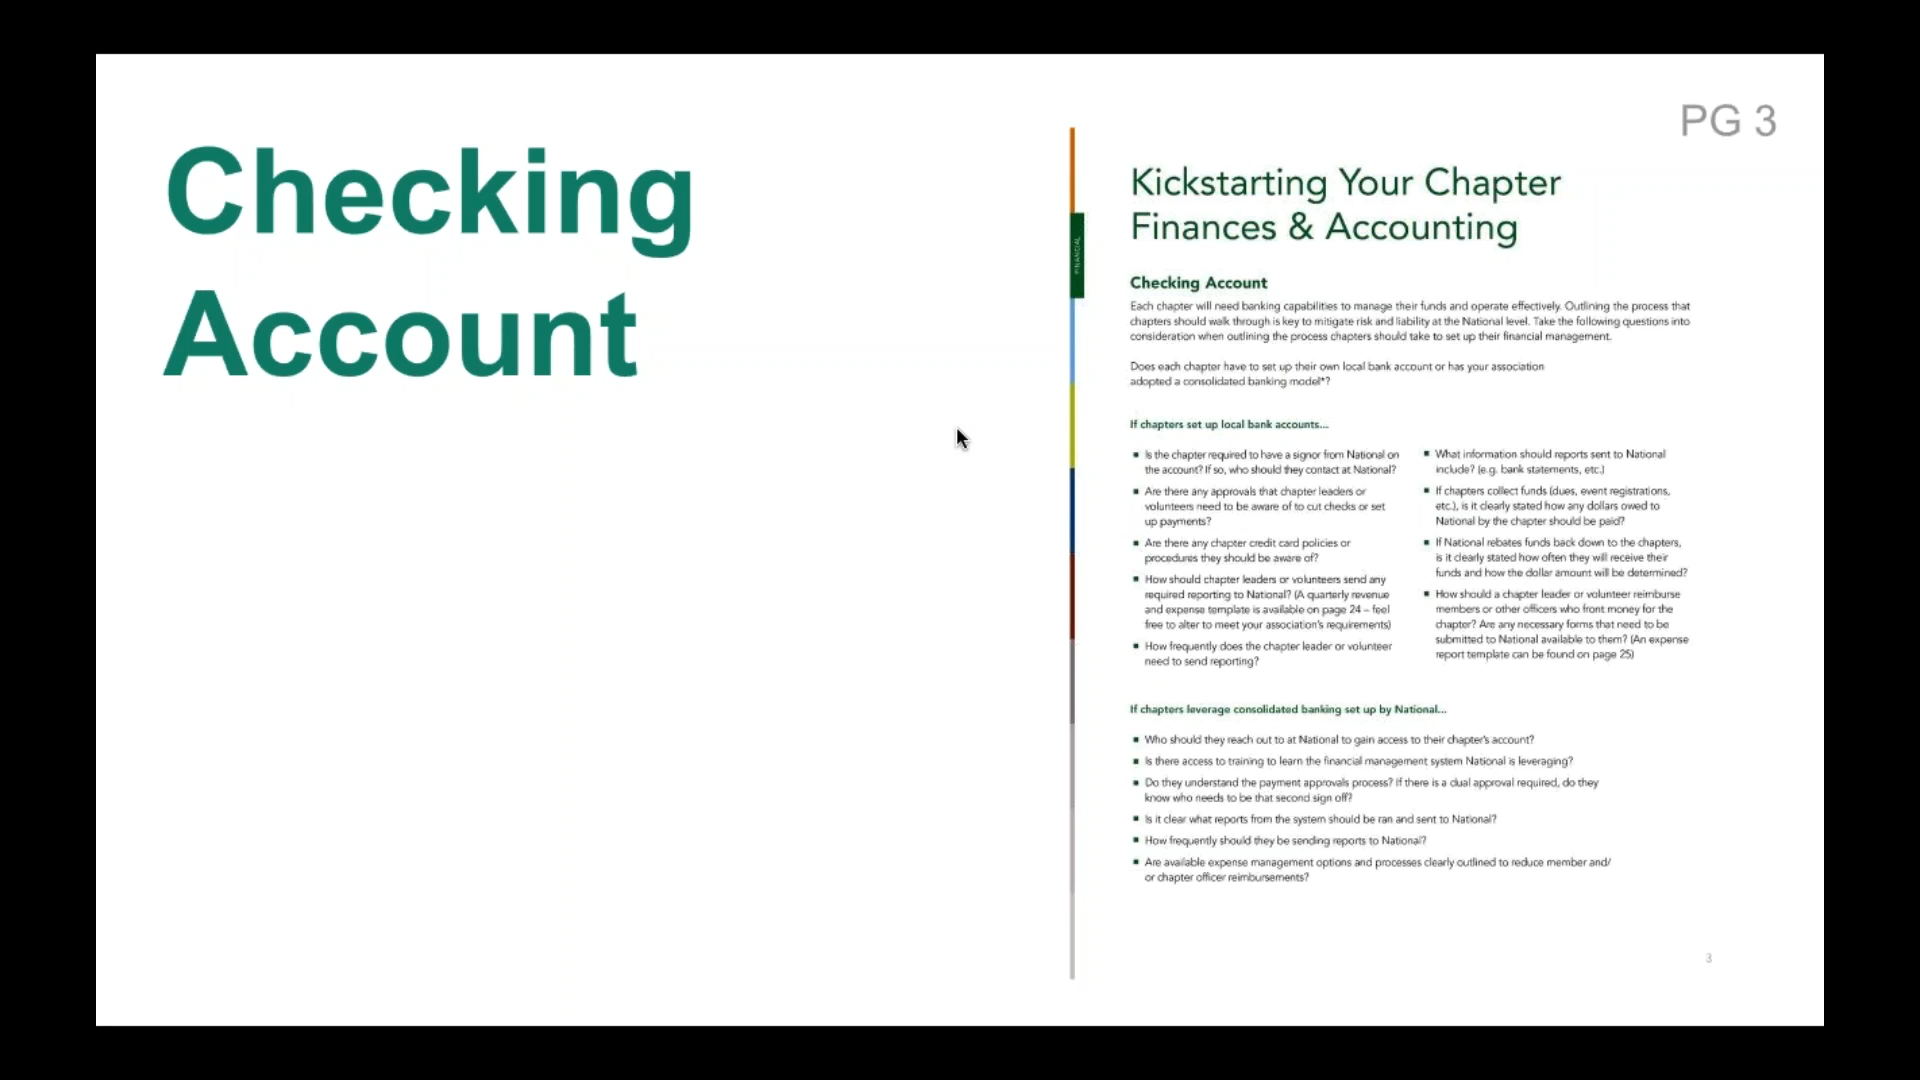 Checking
Account
PG 3
Kickstarting Your Chapter
Finances & Accounting
FINANCIAL
Checking Account
Each chapter will need banking capabilities to manage their funds and operate effectively. Outlining the process that
chapters should walk through is key to mitigate risk and liability at the National level. Take the following questions into
consideration when outlining the process chapters should take to set up their financial management.
Does each chapter have to set up their own local bank account or has your association
adopted a consolidated banking model*?
If chapters set up local bank accounts...
▪ Is the chapter required to have a signor from National on
the account? If so, who should they contact at National?
▪ Are there any approvals that chapter leaders or
volunteers need to be aware of to cut checks or set
up payments?
▪ Are there any chapter credit card policies or
procedures they should be aware of?
▪ How should chapter leaders or volunteers send any
required reporting to National? (A quarterly revenue
and expense template is available on page 24 – feel
free to alter to meet your association's requirements)
▪ How frequently does the chapter leader or volunteer
need to send reporting?
▪ What information should reports sent to National
include? (e.g. bank statements, etc.)
▪ If chapters collect funds (dues, event registrations,
etc.), is it clearly stated how any dollars owed to
National by the chapter should be paid?
▪ If National rebates funds back down to the chapters,
is it clearly stated how often they will receive their
funds and how the dollar amount will be determined?
▪ How should a chapter leader or volunteer reimburse
members or other officers who front money for the
chapter? Are any necessary forms that need to be
submitted to National available to them? (An expense
report template can be found on page 25)
If chapters leverage consolidated banking set up by National...
▪ Who should they reach out to at National to gain access to their chapter's account?
▪ Is there access to training to learn the financial management system National is leveraging?
▪ Do they understand the payment approvals process? If there is a dual approval required, do they
know who needs to be that second sign off?
▪ Is it clear what reports from the system should be ran and sent to National?
▪ How frequently should they be sending reports to National?
▪ Are available expense management options and processes clearly outlined to reduce member and/
or chapter officer reimbursements?
3